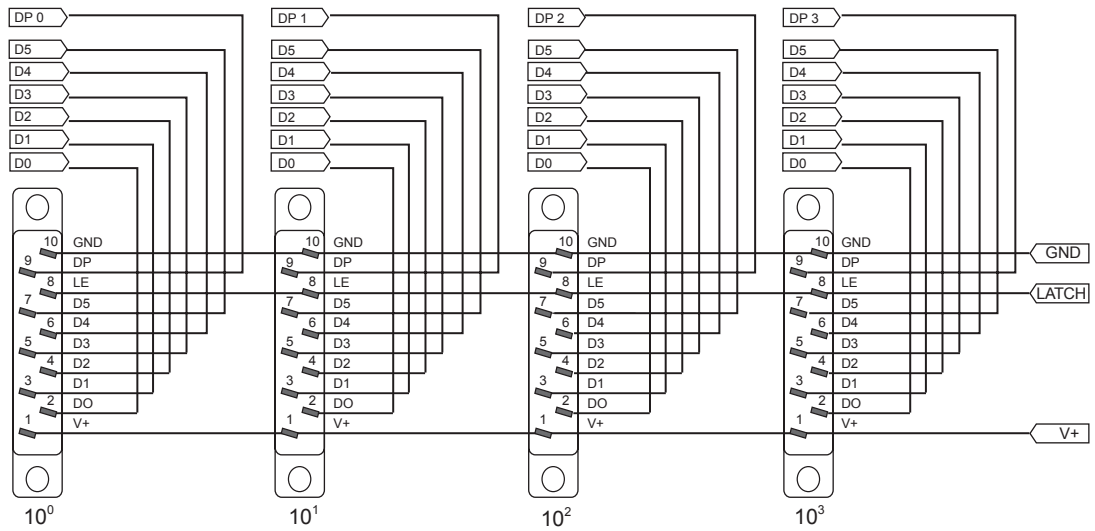 DP 0
D5
D4
D3
D2
D1
D0
10 GND
9 DP
8 LE
7 D5
6 D4
5 D3
4 D2
3 D1
2 DO
1 V+
10⁰
DP 1
D5
D4
D3
D2
D1
D0
10 GND
9 DP
8 LE
7 D5
6 D4
5 D3
4 D2
3 D1
2 DO
1 V+
10¹
DP 2
D5
D4
D3
D2
D1
D0
10 GND
9 DP
8 LE
7 D5
6 D4
5 D3
4 D2
3 D1
2 DO
1 V+
10²
DP 3
D5
D4
D3
D2
D1
D0
10 GND
9 DP
8 LE
7 D5
6 D4
5 D3
4 D2
3 D1
2 DO
1 V+
10³
GND
LATCH
V+